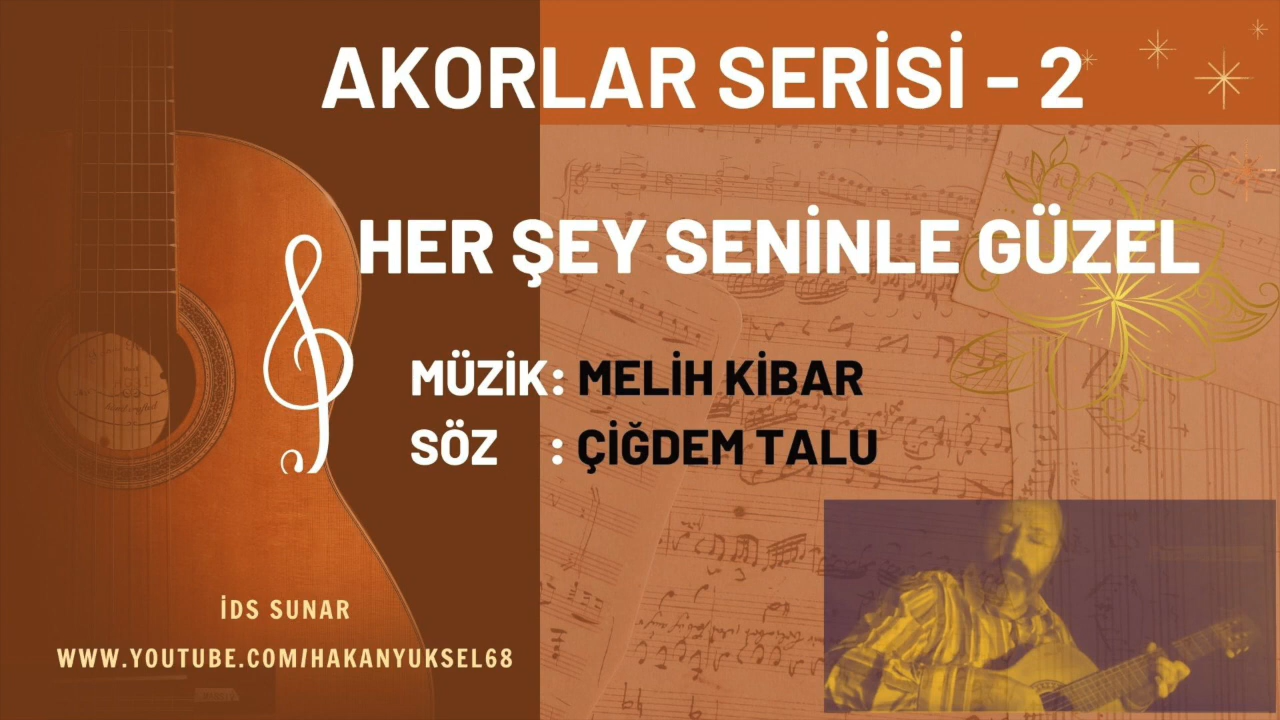 AKORLAR SERİSİ - 2
HER ŞEY SENİNLE GÜZEL
MÜZİK: MELİH KİBAR
SÖZ : ÇİĞDEM TALU
İDS SUNAR
WWW.YOUTUBE.COM/HAKANYUKSEL68